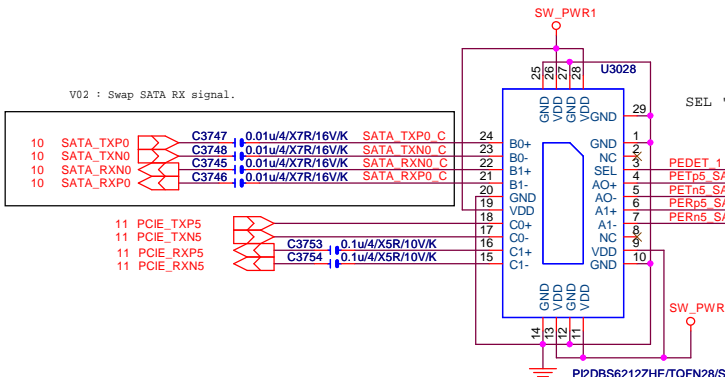 SW_PWR1
25 26 27 28
U3028
V02 : Swap SATA RX signal.
GND VDD GND VDD
GND 29
SEL '
10 SATA_TXP0 C3747 0.01u/4/X7R/16V/K SATA_TXP0_C 24 B0+ GND 1
10 SATA_TXN0 C3748 0.01u/4/X7R/16V/K SATA_TXN0_C 23 B0- NC 2
10 SATA_RXN0 C3745 0.01u/4/X7R/16V/K SATA_RXN0_C 22 B1+ SEL 3 PEDET_1
10 SATA_RXP0 C3746 0.01u/4/X7R/16V/K SATA_RXP0_C 21 B1- AO+ 4 PETp5_SA
20 GND AO- 5 PETn5_SA
19 VDD A1+ 6 PERp5_SA
11 PCIE_TXP5 18 C0+ A1- 7 PERn5_SA
11 PCIE_TXN5 17 C0- NC 8
11 PCIE_RXP5 C3753 0.1u/4/X5R/10V/K 16 C1+ VDD 9
11 PCIE_RXN5 C3754 0.1u/4/X5R/10V/K 15 C1- GND 10
GND VDD GND VDD
14 13 12 11
SW_PWR
PI2DBS6212ZHE/TQFN28/S